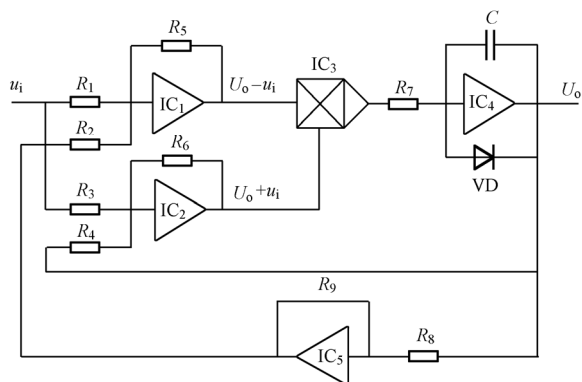 uᵢ
R₁
R₂
R₃
R₄
R₅
IC₁
Uₒ−uᵢ
R₆
IC₂
Uₒ+uᵢ
IC₃
R₇
C
IC₄
Uₒ
VD
R₉
IC₅
R₈